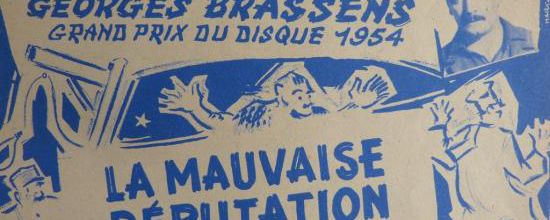 GEORGES BRASSENS
GRAND PRIX DU DISQUE 1954
LA MAUVAISE
RÉPUTATION